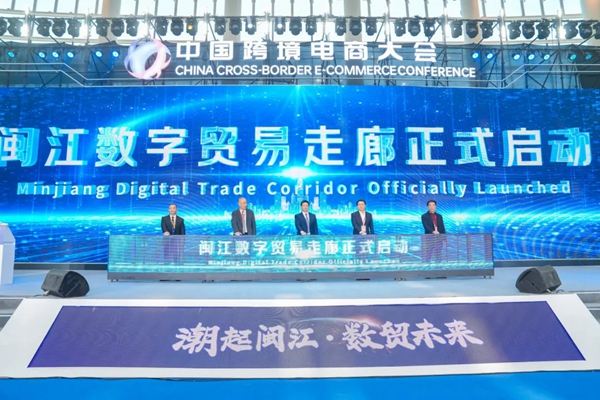 中国跨境电商大会
CHINA CROSS-BORDER E-COMMERCE CONFERENCE
闽江数字贸易走廊正式启动
Minjiang Digital Trade Corridor Officially Launched
闽江数字贸易走廊正式启动
Minjiang Digital Trade Corridor Officially Launched
潮起闽江·数贸未来